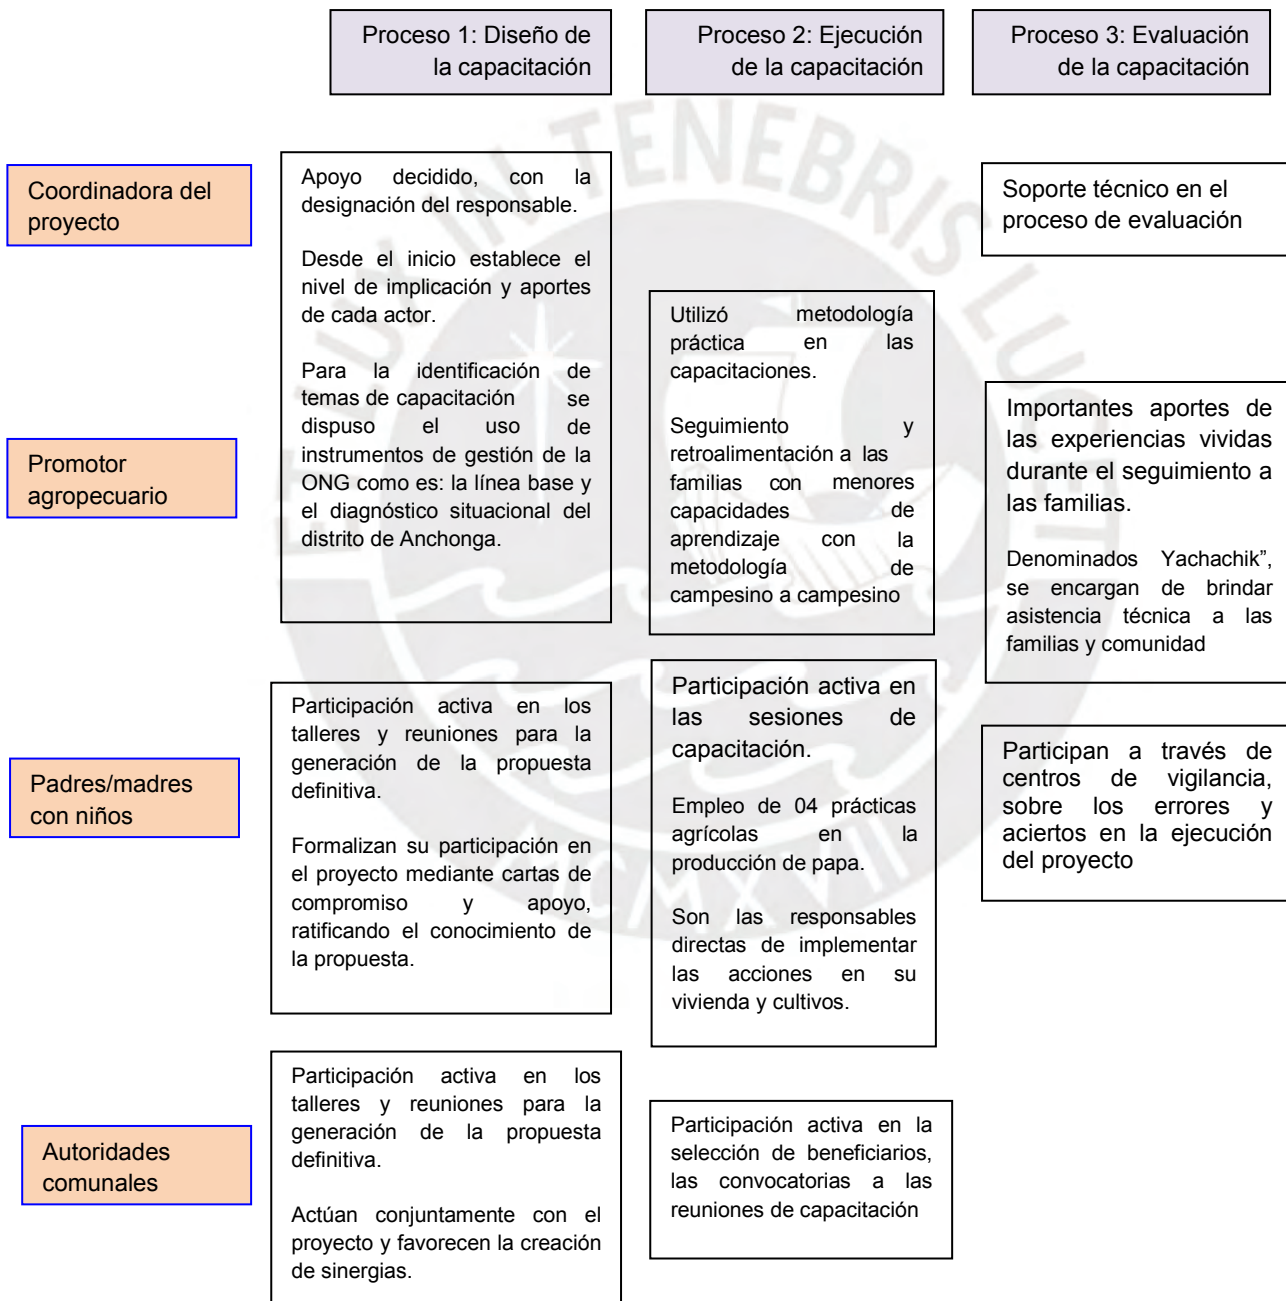 Proceso 1: Diseño de
la capacitación
Proceso 2: Ejecución
de la capacitación
Proceso 3: Evaluación
de la capacitación
Coordinadora del
proyecto
Apoyo decidido, con la
designación del responsable.
Desde el inicio establece el
nivel de implicación y aportes
de cada actor.
Para la identificación de
temas de capacitación se
dispuso el uso de
instrumentos de gestión de la
ONG como es: la línea base y
el diagnóstico situacional del
distrito de Anchonga.
Soporte técnico en el
proceso de evaluación
Promotor
agropecuario
Utilizó metodología
práctica en las
capacitaciones.
Seguimiento y
retroalimentación a las
familias con menores
capacidades de
aprendizaje con la
metodología de
campesino a campesino
Importantes aportes de
las experiencias vividas
durante el seguimiento a
las familias.
Denominados Yachachik”,
se encargan de brindar
asistencia técnica a las
familias y comunidad
Padres/madres
con niños
Participación activa en los
talleres y reuniones para la
generación de la propuesta
definitiva.
Formalizan su participación en
el proyecto mediante cartas de
compromiso y apoyo,
ratificando el conocimiento de
la propuesta.
Participación activa en
las sesiones de
capacitación.
Empleo de 04 prácticas
agrícolas en la
producción de papa.
Son las responsables
directas de implementar
las acciones en su
vivienda y cultivos.
Participan a través de
centros de vigilancia,
sobre los errores y
aciertos en la ejecución
del proyecto
Autoridades
comunales
Participación activa en los
talleres y reuniones para la
generación de la propuesta
definitiva.
Actúan conjuntamente con el
proyecto y favorecen la creación
de sinergias.
Participación activa en la
selección de beneficiarios,
las convocatorias a las
reuniones de capacitación
ET LUX IN TENEBRIS LUCET
MCMXVII